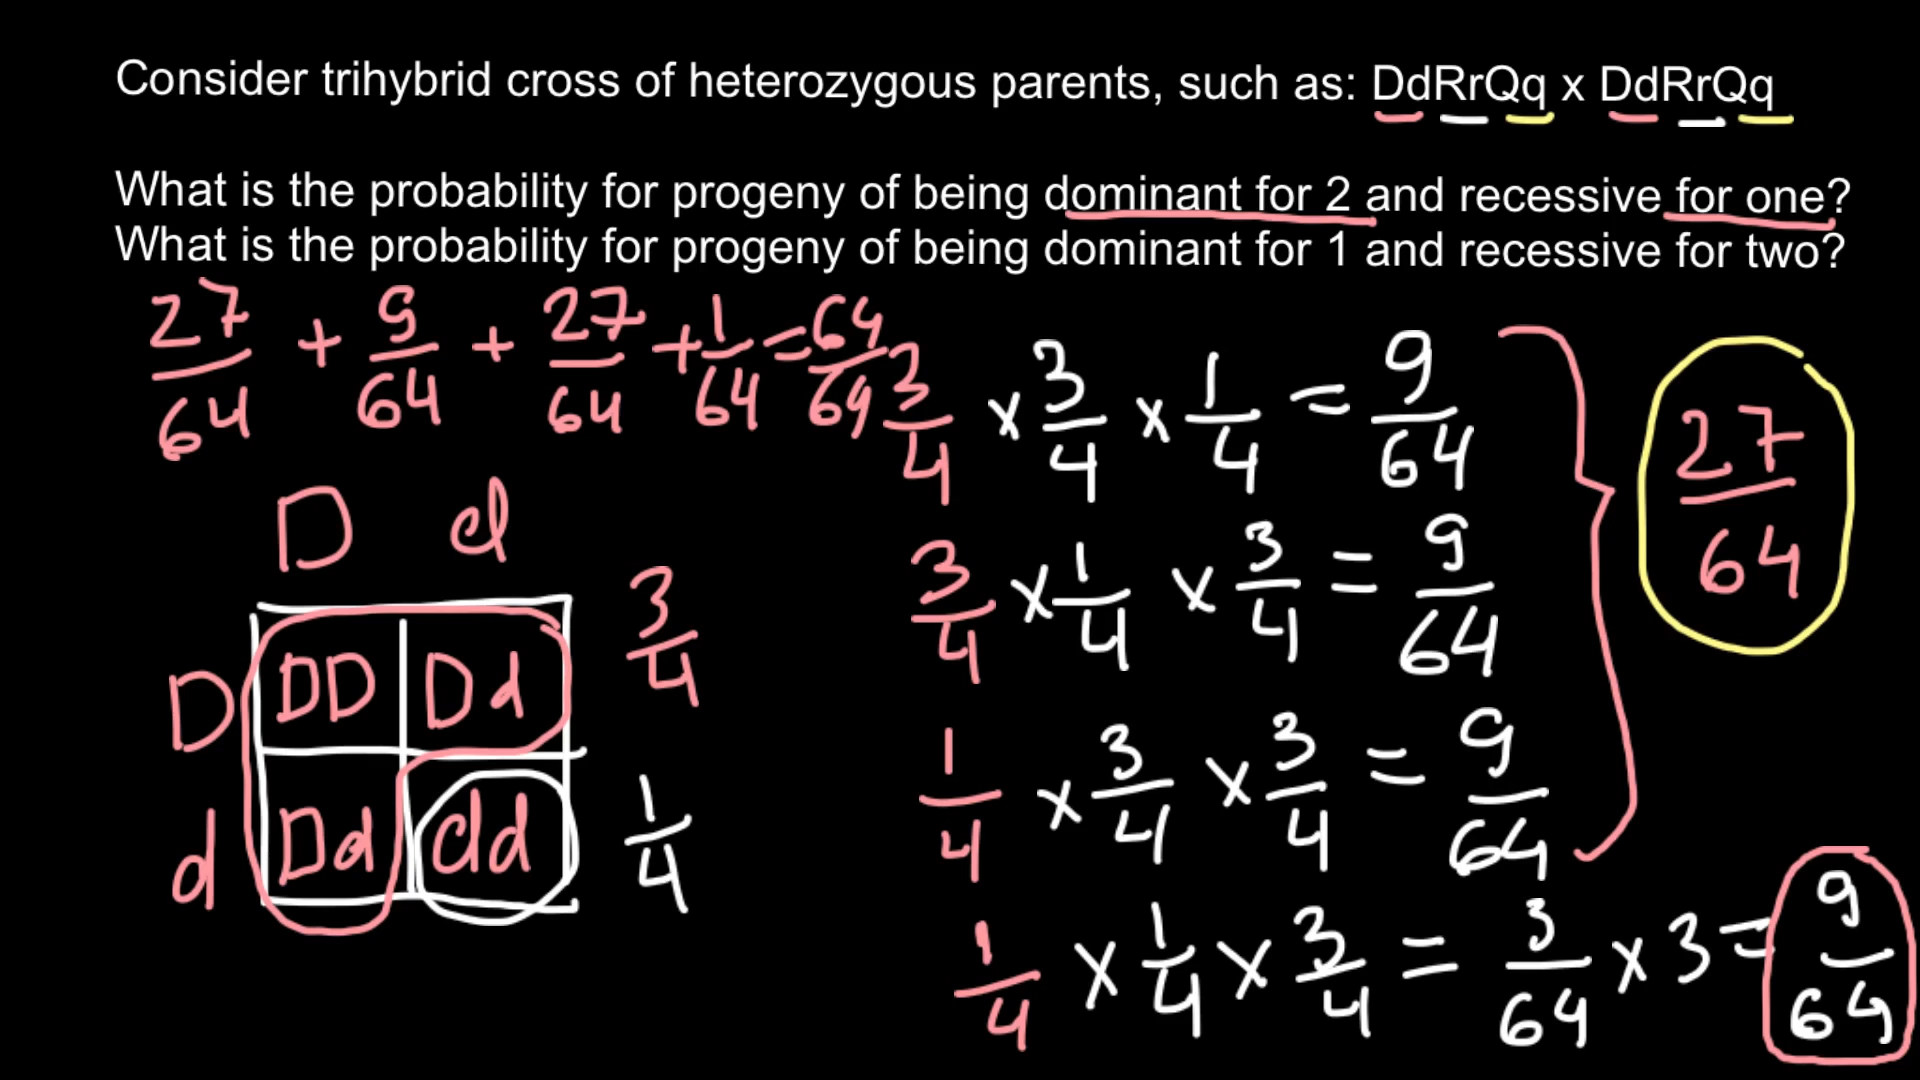 Consider trihybrid cross of heterozygous parents, such as: DdRrQq x DdRrQq
What is the probability for progeny of being dominant for 2 and recessive for one?
What is the probability for progeny of being dominant for 1 and recessive for two?
27/64 + 9/64 + 27/64 + 1/64 = 64/64
3/4 x 3/4 x 1/4 = 9/64
3/4 x 1/4 x 3/4 = 9/64
1/4 x 3/4 x 3/4 = 9/64
27/64
1/4 x 1/4 x 3/4 = 3/64 x 3 = 9/64
D d
D DD Dd 3/4
d Dd dd 1/4